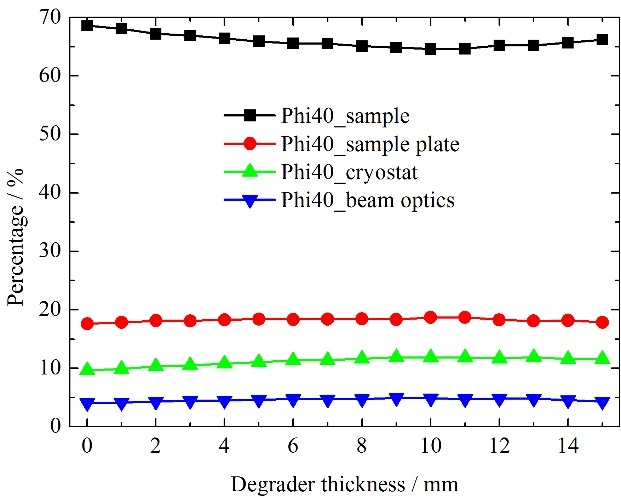 70
60
50
40
30
20
10
0
Percentage / %
Phi40_sample
Phi40_sample plate
Phi40_cryostat
Phi40_beam optics
0 2 4 6 8 10 12 14
Degrader thickness / mm